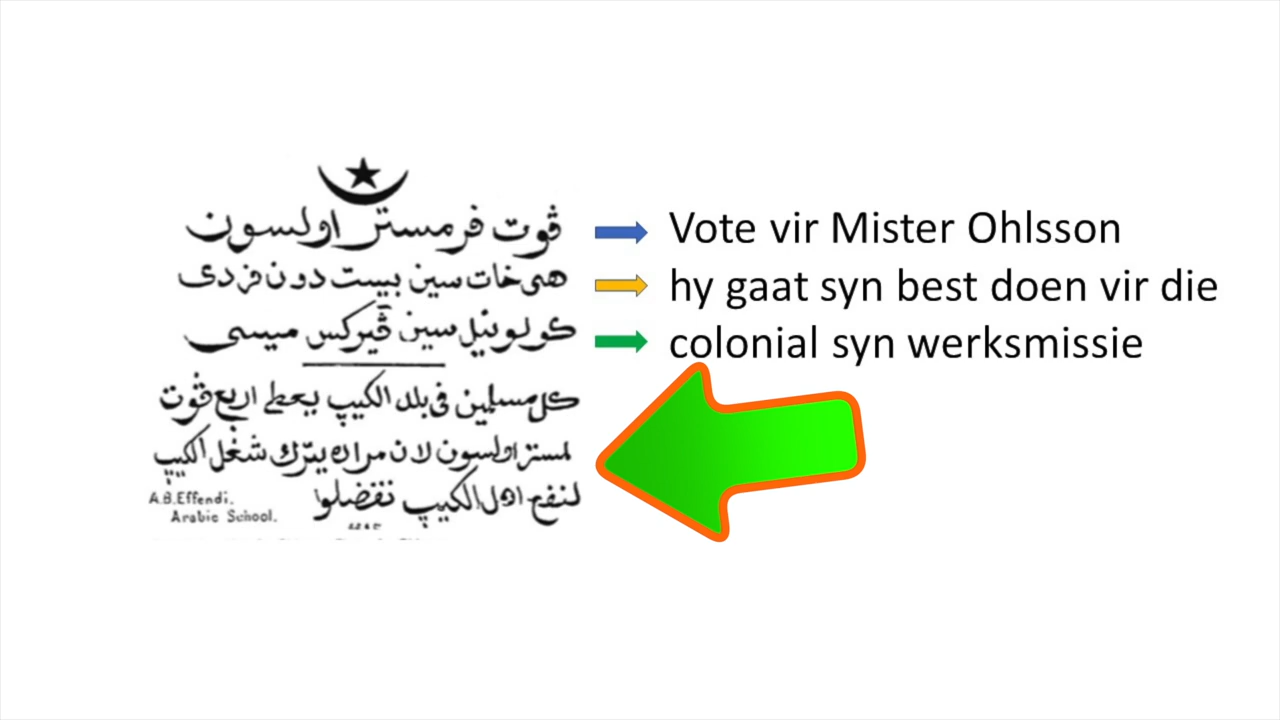 ڤوت فر مستر اولسون
Vote vir Mister Ohlsson
هى خات سين بيست دون فر دى
hy gaat syn best doen vir die
كولونيل سين ڤيركس ميسى
colonial syn werksmissie
كل مسلمين فى بلد الكيپ يعطى اربع ڤوت
لمستر اولسون لان مراده يترك شغل الكيپ
لنفع اهل الكيپ تفضلوا
A.B.Effendi.
Arabic School.